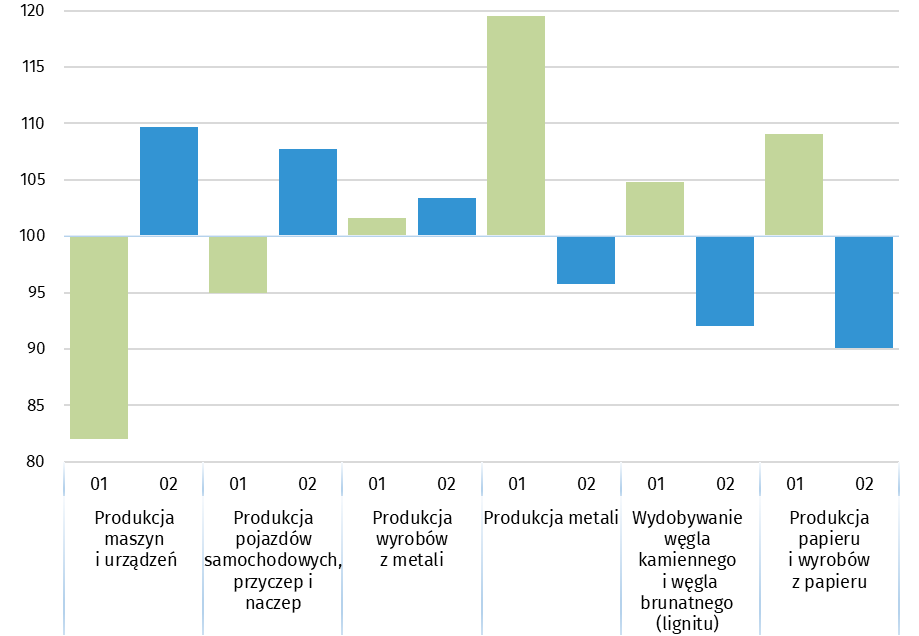 120
115
110
105
100
95
90
85
80
01 02 01 02 01 02 01 02 01 02 01 02
Produkcja
maszyn
i urządzeń
Produkcja
pojazdów
samochodowych,
przyczep i
naczep
Produkcja
wyrobów
z metali
Produkcja metali
Wydobywanie
węgla
kamiennego
i węgla
brunatnego
(lignitu)
Produkcja
papieru
i wyrobów
z papieru